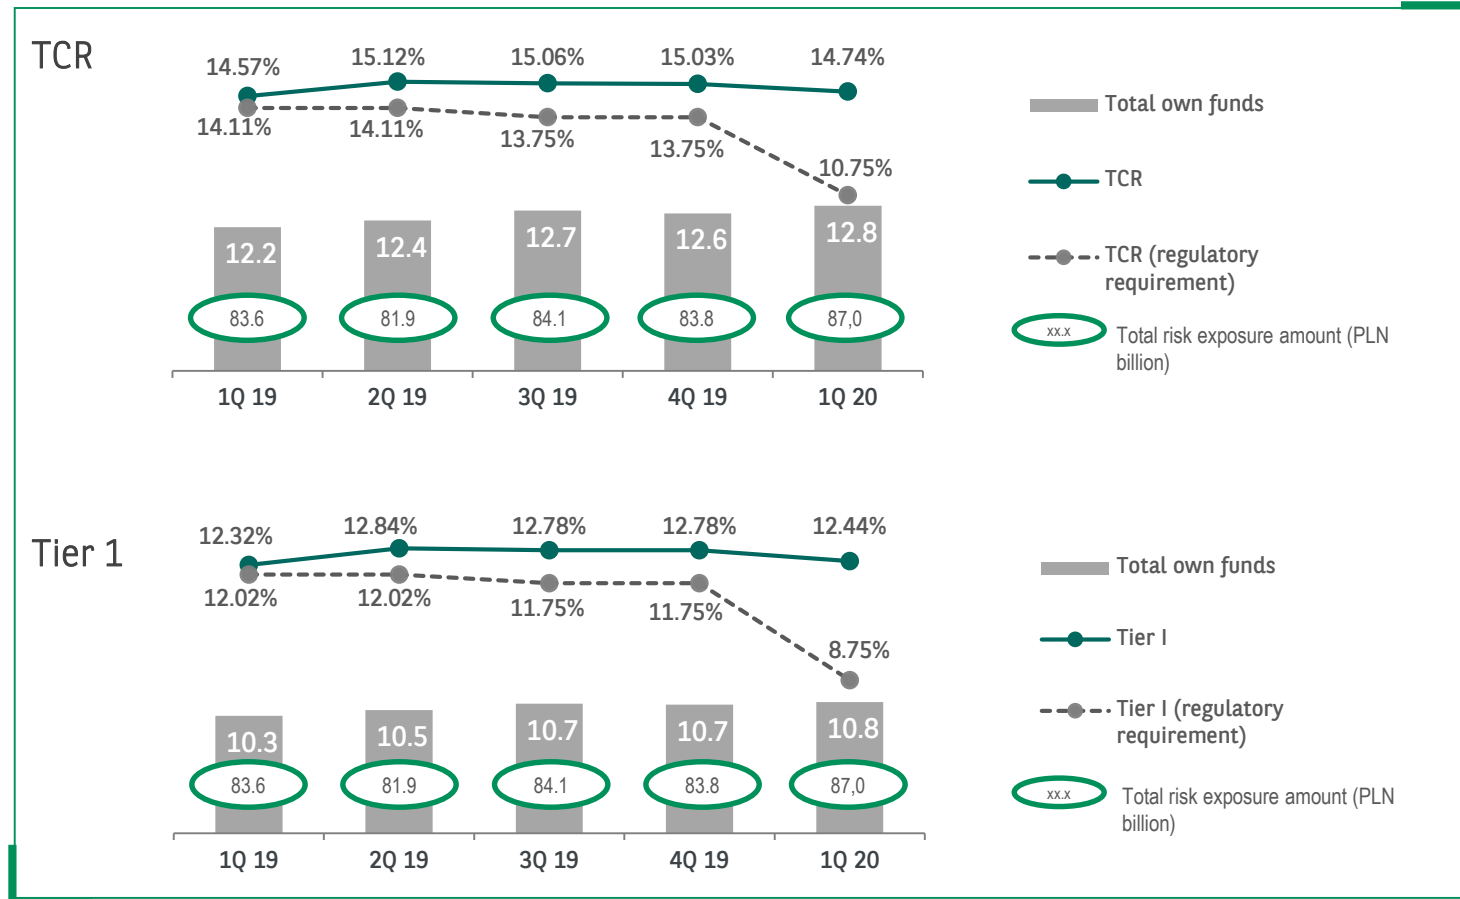 TCR
14.57%
15.12%
15.06%
15.03%
14.74%
14.11%
14.11%
13.75%
13.75%
10.75%
12.2
12.4
12.7
12.6
12.8
83.6
81.9
84.1
83.8
87,0
1Q 19
2Q 19
3Q 19
4Q 19
1Q 20
Total own funds
TCR
TCR (regulatory
requirement)
xx.x
Total risk exposure amount (PLN
billion)
Tier 1
12.32%
12.84%
12.78%
12.78%
12.44%
12.02%
12.02%
11.75%
11.75%
8.75%
10.3
10.5
10.7
10.7
10.8
83.6
81.9
84.1
83.8
87,0
1Q 19
2Q 19
3Q 19
4Q 19
1Q 20
Total own funds
Tier I
Tier I (regulatory
requirement)
xx.x
Total risk exposure amount (PLN
billion)